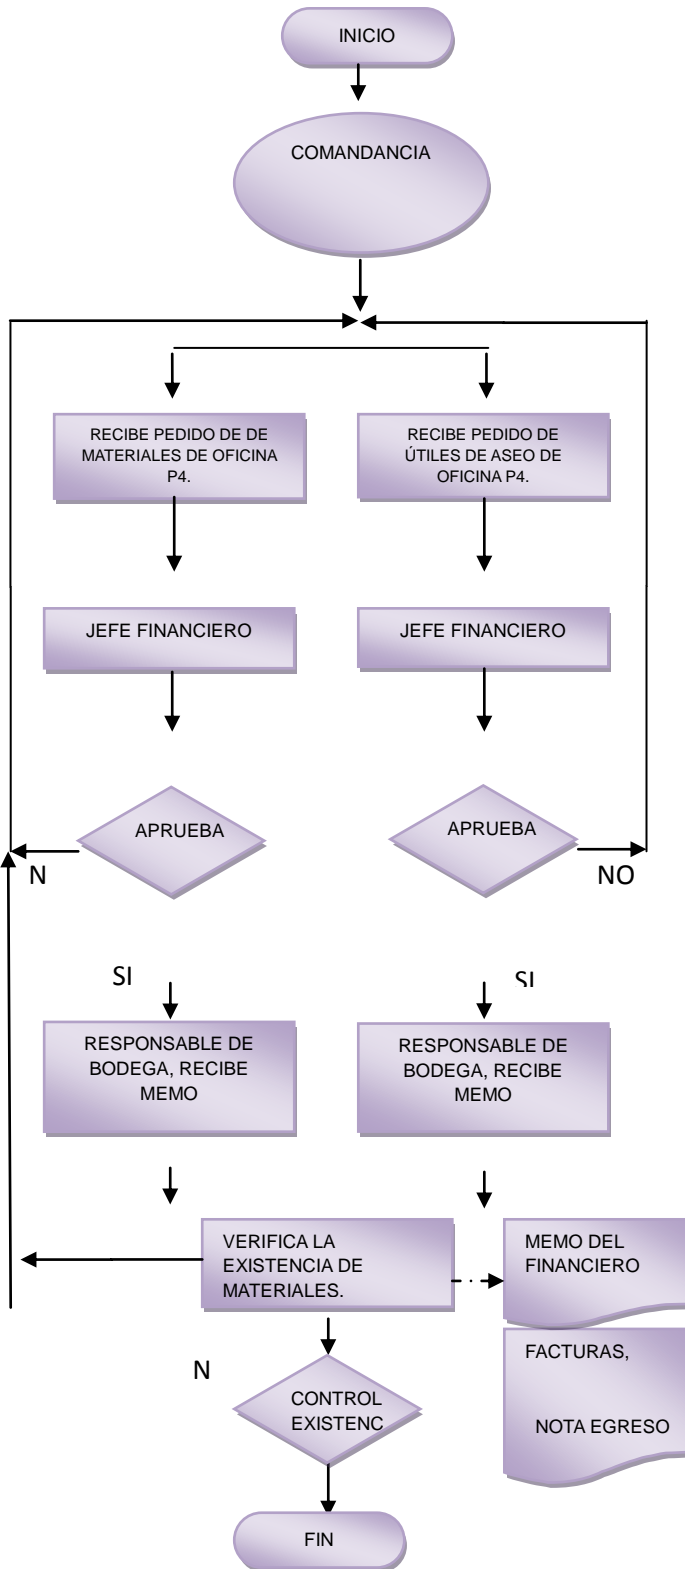 INICIO
COMANDANCIA
RECIBE PEDIDO DE DE
MATERIALES DE OFICINA
P4.
RECIBE PEDIDO DE
ÚTILES DE ASEO DE
OFICINA P4.
JEFE FINANCIERO
JEFE FINANCIERO
APRUEBA
APRUEBA
N
NO
SI
SI
RESPONSABLE DE
BODEGA, RECIBE
MEMO
RESPONSABLE DE
BODEGA, RECIBE
MEMO
VERIFICA LA
EXISTENCIA DE
MATERIALES.
MEMO DEL
FINANCIERO
N
FACTURAS,
NOTA EGRESO
CONTROL
EXISTENC
FIN